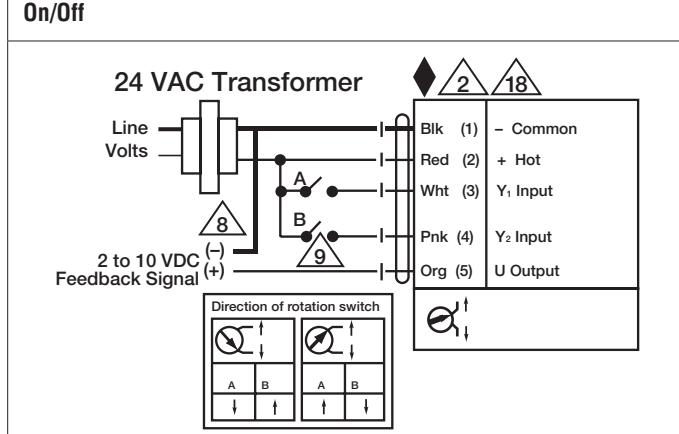 On/Off
24 VAC Transformer
2
18
Line
Volts
Blk (1) – Common
Red (2) + Hot
A
Wht (3) Y₁ Input
B
Pnk (4) Y₂ Input
8
9
2 to 10 VDC (–)
Feedback Signal (+)
Org (5) U Output
Direction of rotation switch
A B A B